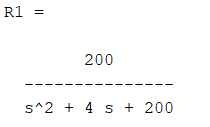 R1 =
200
---------------
s^2 + 4 s + 200